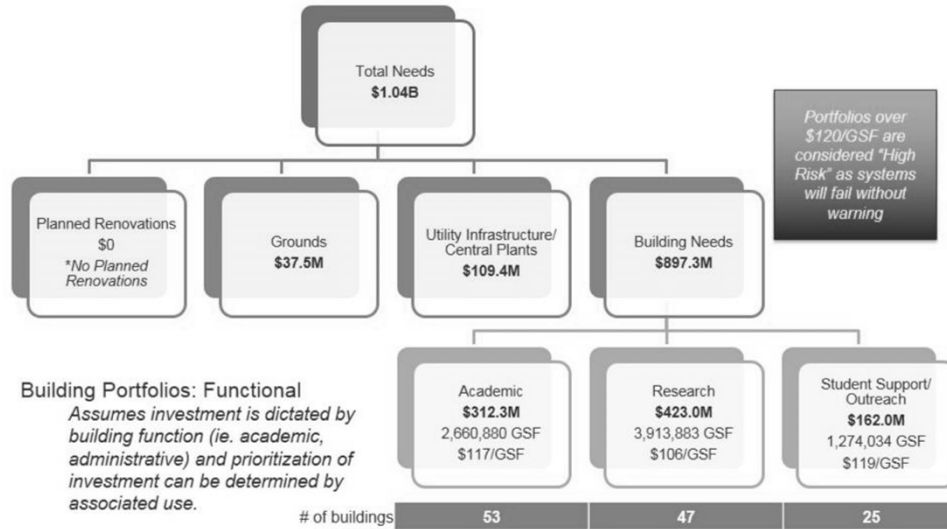 Total Needs
$1.04B
Portfolios over
$120/GSF are
considered "High
Risk" as systems
will fail without
warning
Planned Renovations
$0
*No Planned
Renovations
Grounds
$37.5M
Utility Infrastructure/
Central Plants
$109.4M
Building Needs
$897.3M
Building Portfolios: Functional
Assumes investment is dictated by
building function (ie. academic,
administrative) and prioritization of
investment can be determined by
associated use.
Academic
$312.3M
2,660,880 GSF
$117/GSF
Research
$423.0M
3,913,883 GSF
$106/GSF
Student Support/
Outreach
$162.0M
1,274,034 GSF
$119/GSF
# of buildings 53 47 25